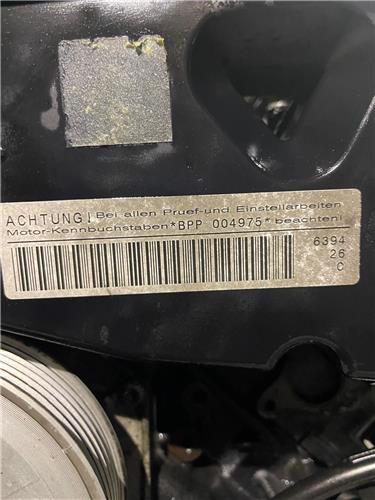 ACHTUNG! Bei allen Pruef-und Einstellarbeiten
Motor-Kennbuchstaben*BPP 004975*beachten!
6394
26
C